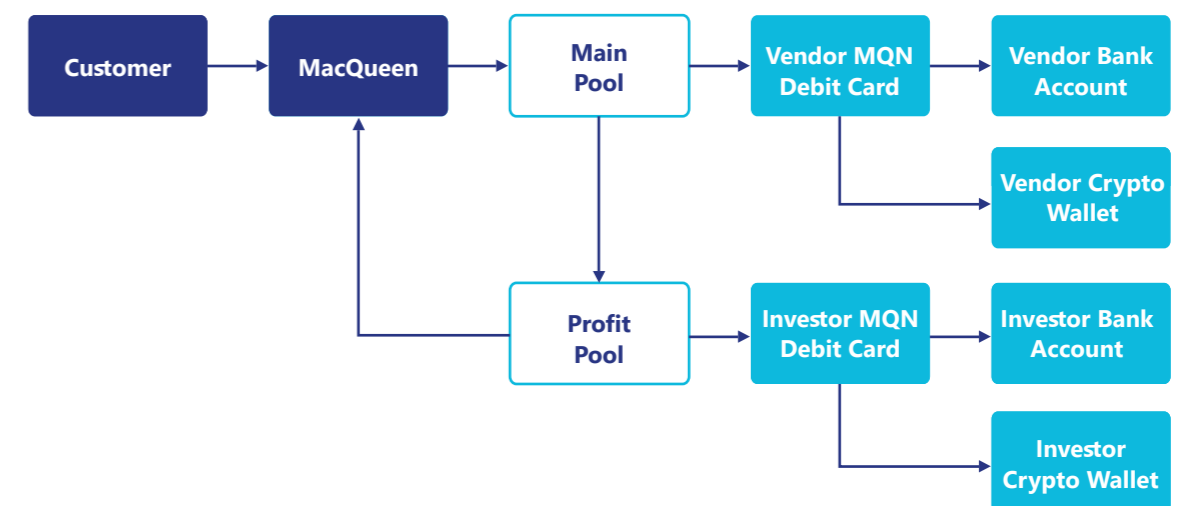 Customer
MacQueen
Main
Pool
Vendor MQN
Debit Card
Vendor Bank
Account
Vendor Crypto
Wallet
Profit
Pool
Investor MQN
Debit Card
Investor Bank
Account
Investor
Crypto Wallet